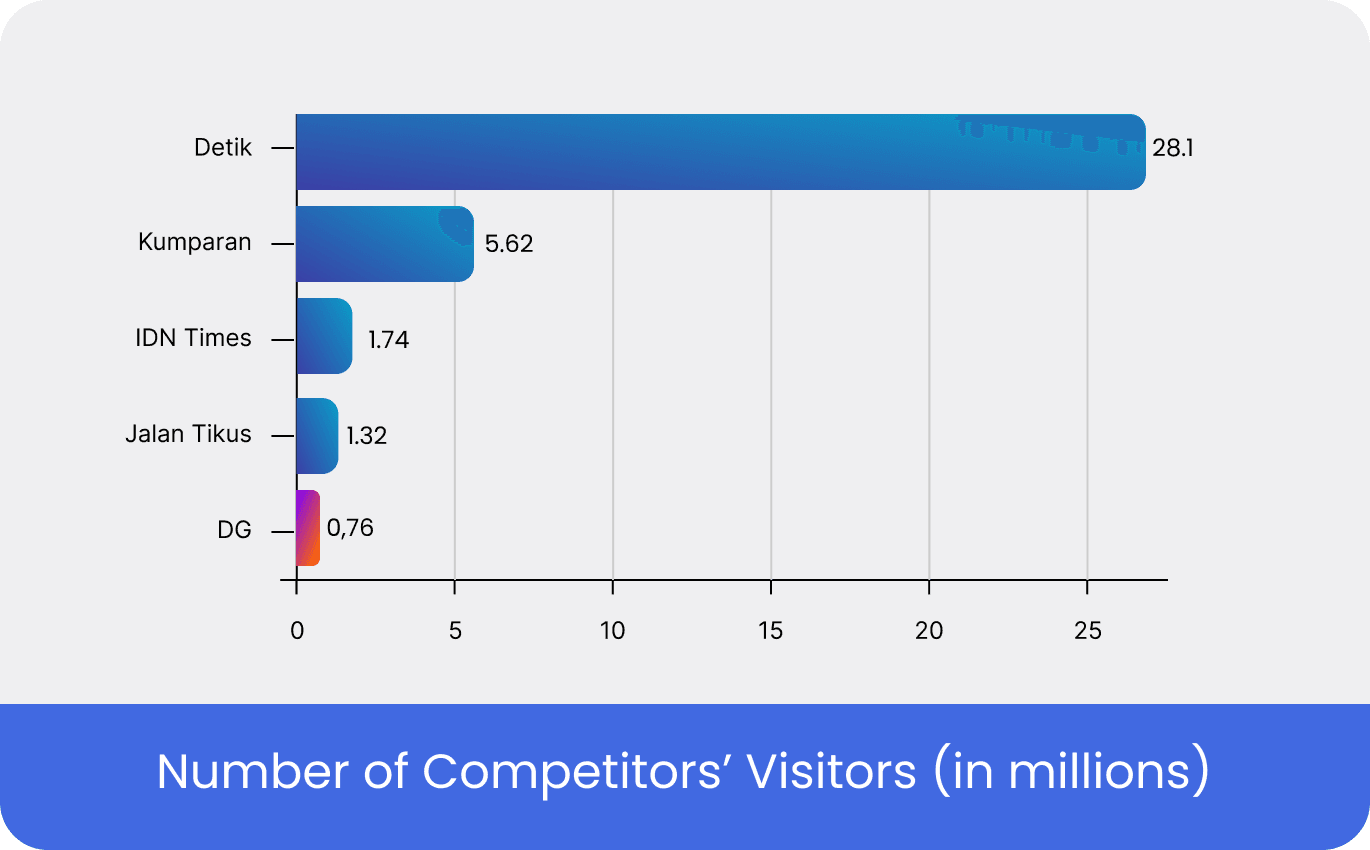 Detik 28.1
Kumparan 5.62
IDN Times 1.74
Jalan Tikus 1.32
DG 0,76
0 5 10 15 20 25
Number of Competitors’ Visitors (in millions)